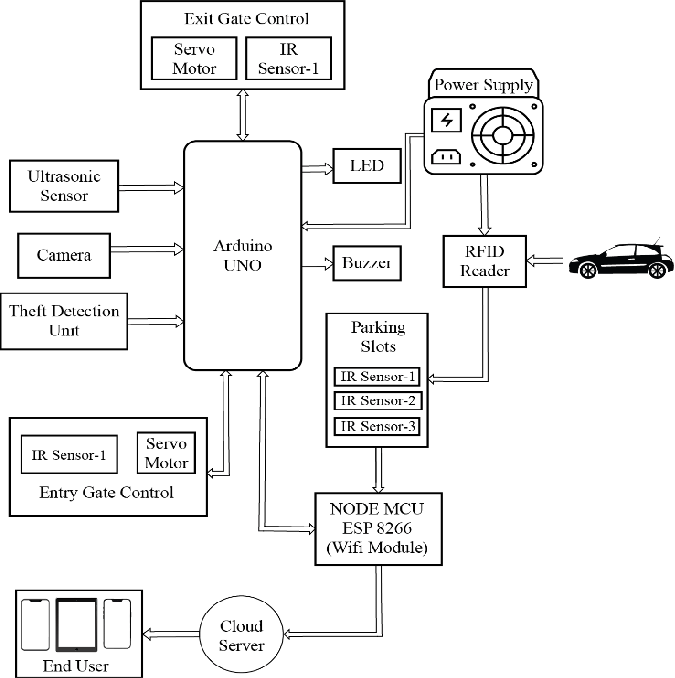 Exit Gate Control
Servo
Motor
IR
Sensor-1
Power Supply
Ultrasonic
Sensor
LED
Arduino
UNO
RFID
Reader
Camera
Buzzer
Theft Detection
Unit
Parking
Slots
IR Sensor-1
IR Sensor-2
IR Sensor-3
IR Sensor-1
Servo
Motor
Entry Gate Control
NODE MCU
ESP 8266
(Wifi Module)
Cloud
Server
End User